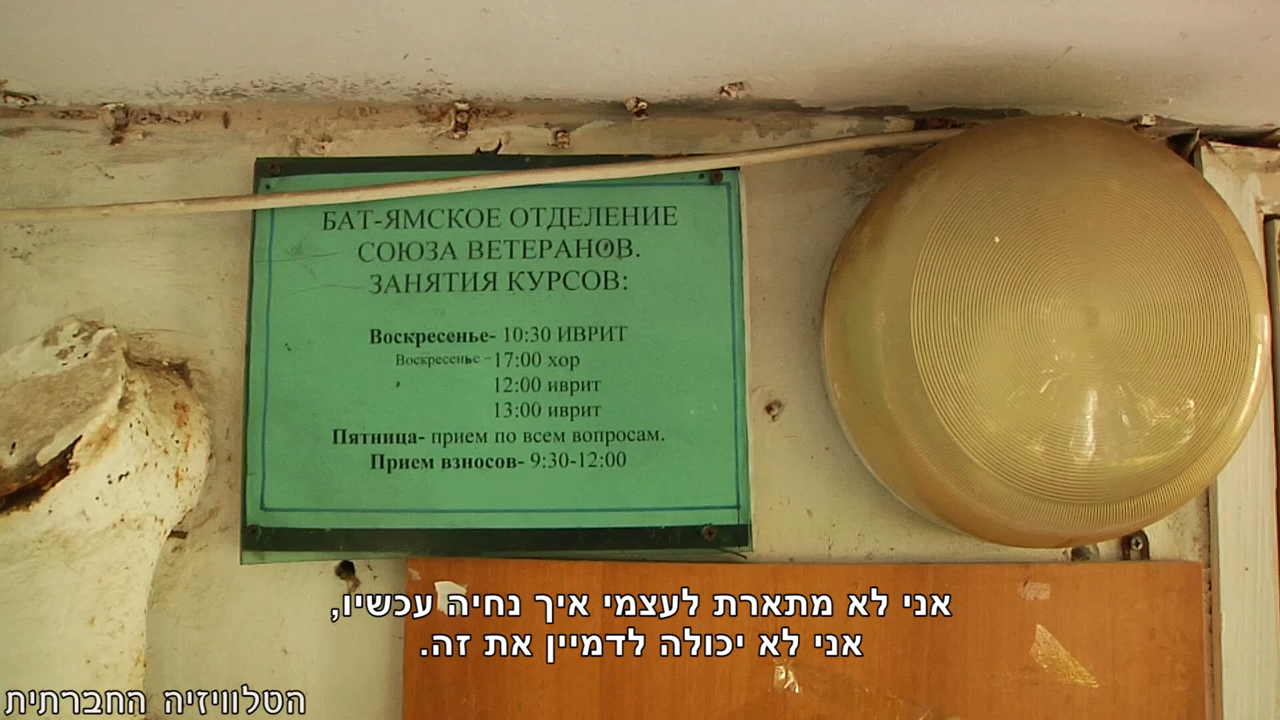 БАТ-ЯМСКОЕ ОТДЕЛЕНИЕ
СОЮЗА ВЕТЕРАНОВ.
ЗАНЯТИЯ КУРСОВ:
Воскресенье- 10:30 ИВРИТ
Воскресенье -17:00 хор
12:00 иврит
13:00 иврит
Пятница- прием по всем вопросам.
Прием взносов- 9:30-12:00
אני לא מתארת לעצמי איך נחיה עכשיו,
אני לא יכולה לדמיין את זה.
הטלוויזיה החברתית